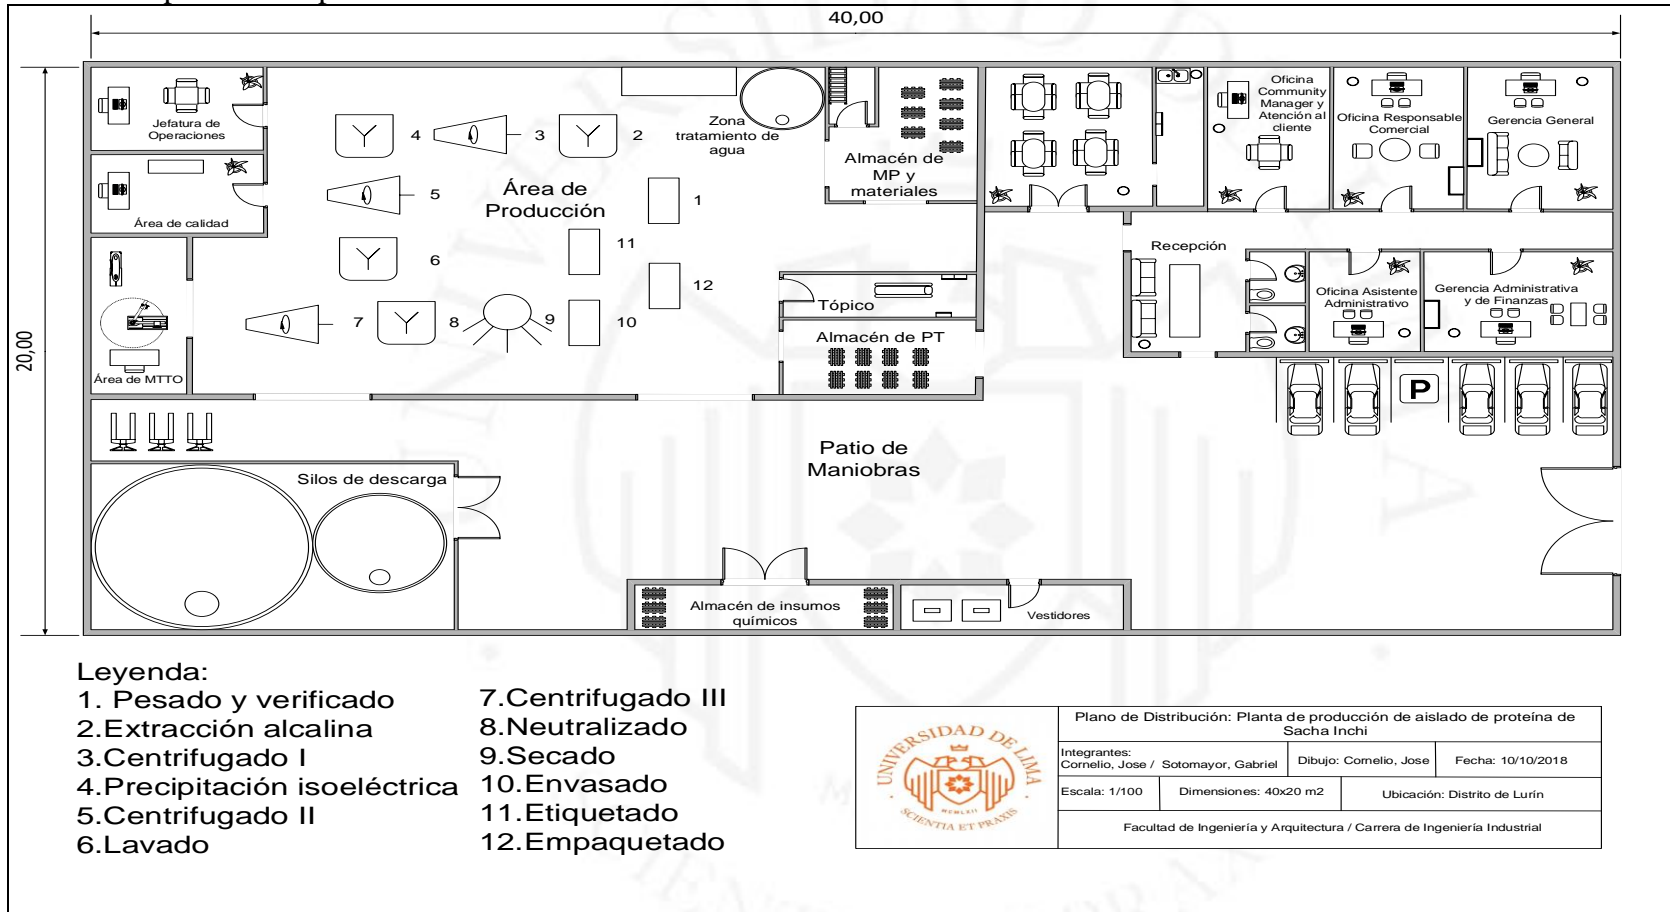 40,00
20,00
Jefatura de
Operaciones
Área de calidad
Área de MTTO
4
3
2
5
6
7
8
9
10
11
12
1
Área de
Producción
Zona
tratamiento de
agua
Almacén de
MP y
materiales
Tópico
Almacén de PT
Recepción
Oficina
Community
Manager y
Atención al
cliente
Oficina Responsable
Comercial
Gerencia General
Oficina Asistente
Administrativo
Gerencia Administrativa
y de Finanzas
P
Patio de
Maniobras
Silos de descarga
Almacén de insumos
químicos
Vestidores
Leyenda:
1. Pesado y verificado
2.Extracción alcalina
3.Centrifugado I
4.Precipitación isoeléctrica
5.Centrifugado II
6.Lavado
7.Centrifugado III
8.Neutralizado
9.Secado
10.Envasado
11.Etiquetado
12.Empaquetado
UNIVERSIDAD DE LIMA
MCMLXII
SCIENTIA ET PRAXIS
Plano de Distribución: Planta de producción de aislado de proteína de
Sacha Inchi
Integrantes:
Cornelio, Jose / Sotomayor, Gabriel
Dibujo: Cornelio, Jose
Fecha: 10/10/2018
Escala: 1/100
Dimensiones: 40x20 m2
Ubicación: Distrito de Lurín
Facultad de Ingeniería y Arquitectura / Carrera de Ingeniería Industrial